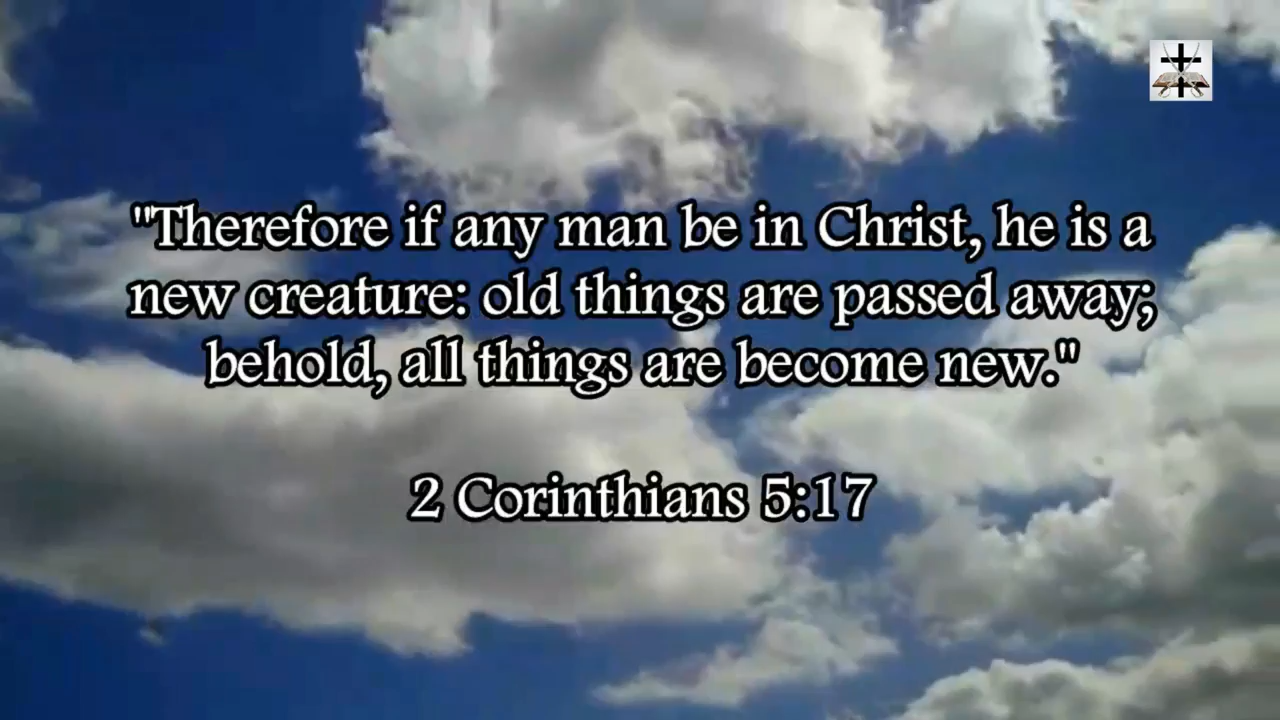 "Therefore if any man be in Christ, he is a
new creature: old things are passed away;
behold, all things are become new."
2 Corinthians 5:17